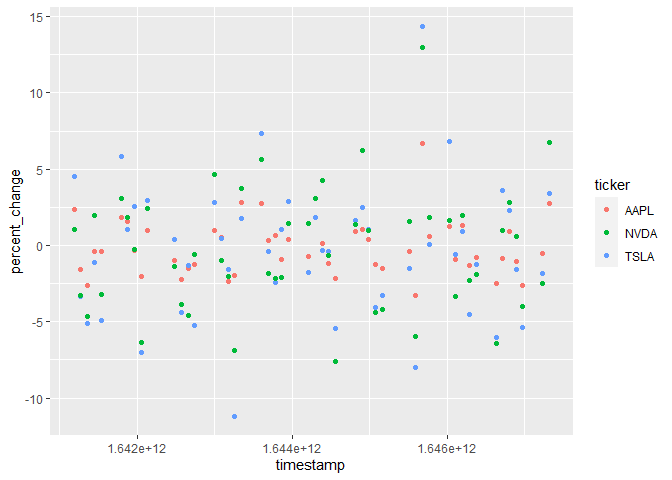 15
10
5
0
-5
-10
percent_change
1.642e+12 1.644e+12 1.646e+12
timestamp
ticker
AAPL
NVDA
TSLA